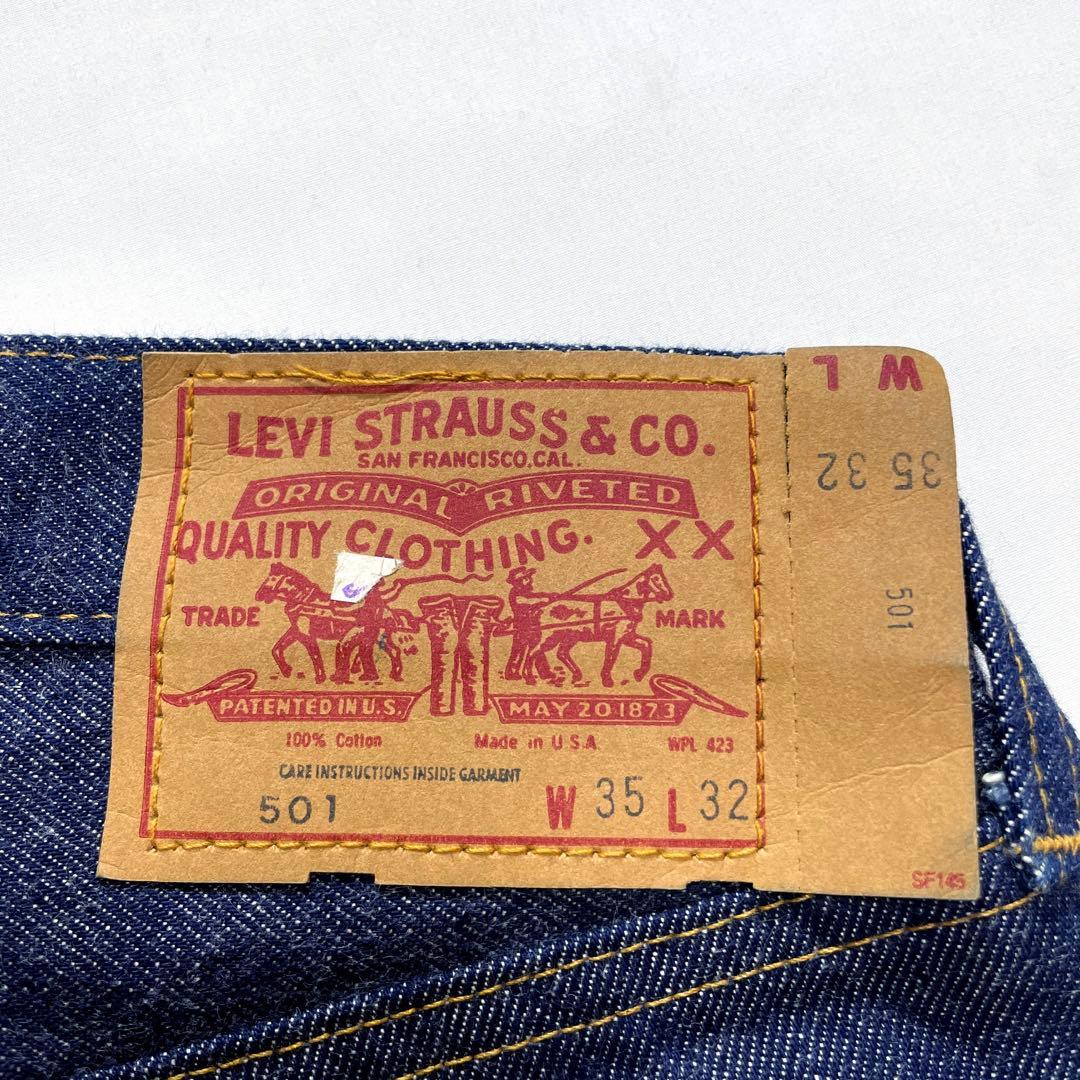 LEVI STRAUSS & CO.
SAN FRANCISCO, CAL.
ORIGINAL RIVETED
QUALITY CLOTHING. XX
TRADE MARK
PATENTED IN U.S. MAY 20 1873
100% Cotton Made in U S A WPL 423
CARE INSTRUCTIONS INSIDE GARMENT
501 W 35 L 32
W L
35 32
501
SF145